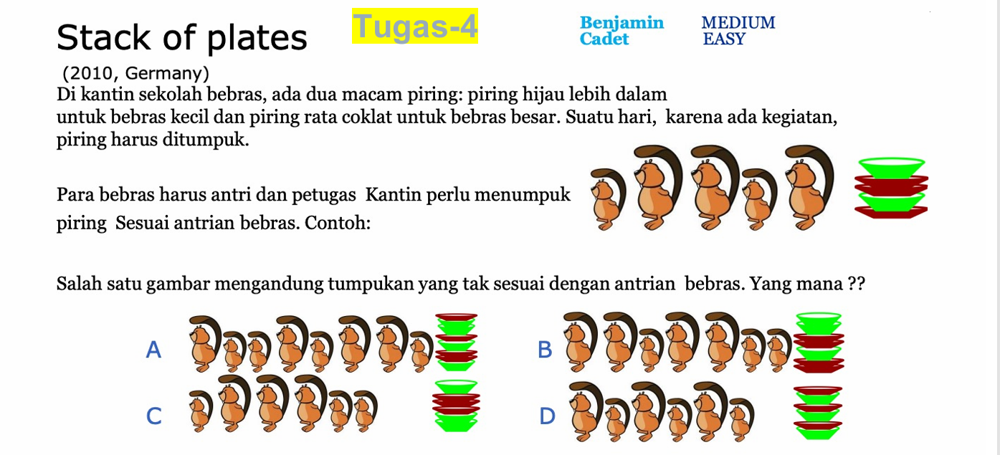 Stack of plates
Tugas-4
Benjamin MEDIUM
Cadet EASY
(2010, Germany)
Di kantin sekolah bebras, ada dua macam piring: piring hijau lebih dalam
untuk bebras kecil dan piring rata coklat untuk bebras besar. Suatu hari, karena ada kegiatan,
piring harus ditumpuk.
Para bebras harus antri dan petugas Kantin perlu menumpuk
piring Sesuai antrian bebras. Contoh:
Salah satu gambar mengandung tumpukan yang tak sesuai dengan antrian bebras. Yang mana ??
A
B
C
D